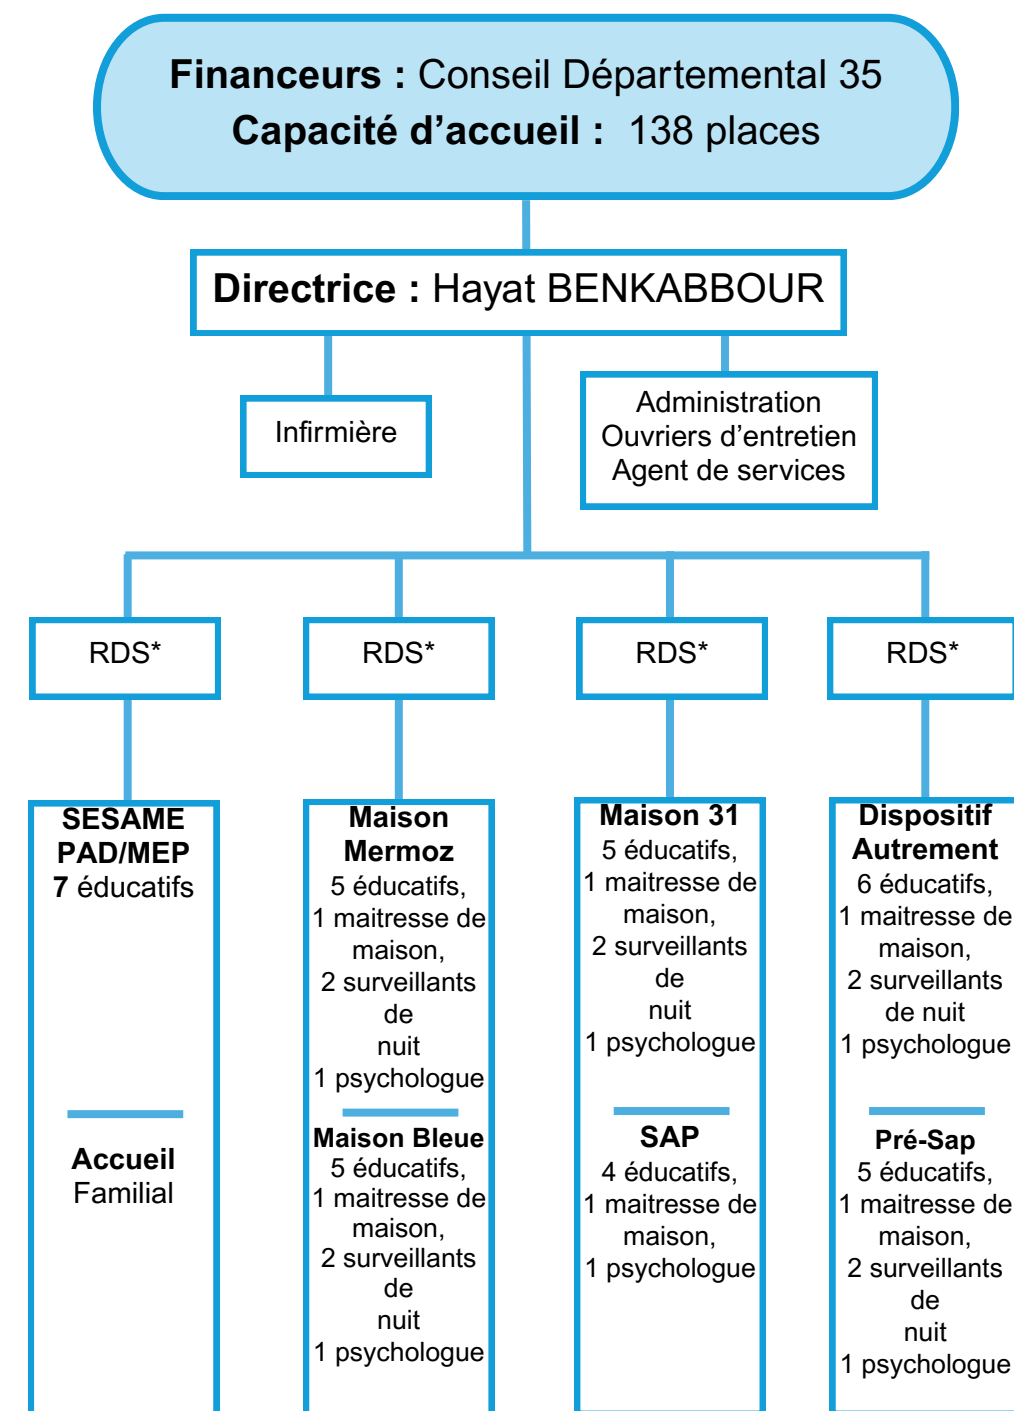 Financeurs : Conseil Départemental 35
Capacité d’accueil : 138 places
Directrice : Hayat BENKABBOUR
Infirmière
Administration
Ouvriers d’entretien
Agent de services
RDS*
RDS*
RDS*
RDS*
SESAME
PAD/MEP
7 éducatifs
Accueil
Familial
Maison
Mermoz
5 éducatifs,
1 maitresse de
maison,
2 surveillants
de
nuit
1 psychologue
Maison Bleue
5 éducatifs,
1 maitresse de
maison,
2 surveillants
de
nuit
1 psychologue
Maison 31
5 éducatifs,
1 maitresse de
maison,
2 surveillants
de
nuit
1 psychologue
SAP
4 éducatifs,
1 maitresse de
maison,
1 psychologue
Dispositif
Autrement
6 éducatifs,
1 maitresse de
maison,
2 surveillants
de nuit
1 psychologue
Pré-Sap
5 éducatifs,
1 maitresse de
maison,
2 surveillants
de
nuit
1 psychologue